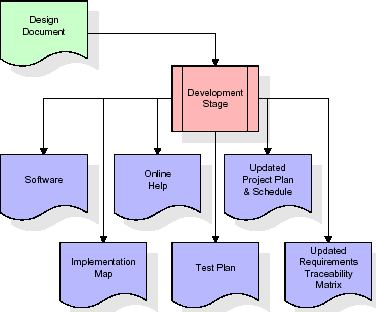 Design
Document
Development
Stage
Software
Online
Help
Updated
Project Plan
& Schedule
Implementation
Map
Test Plan
Updated
Requirements
Traceability
Matrix